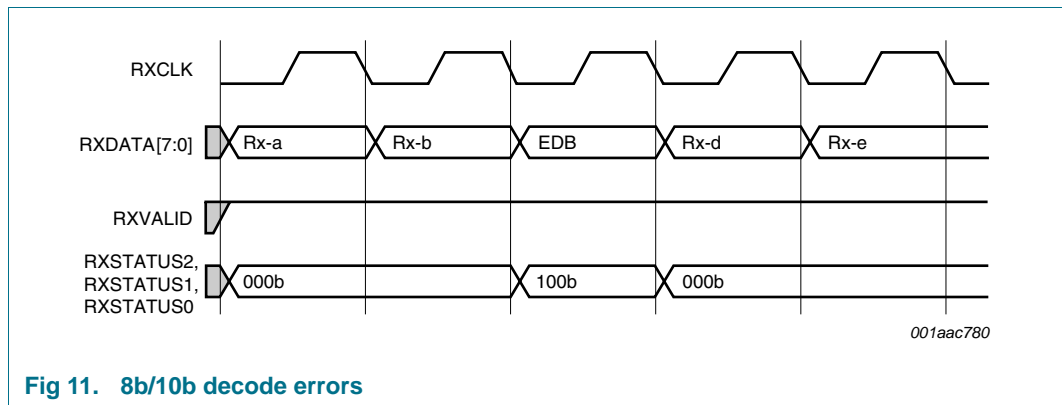 RXCLK
RXDATA[7:0] Rx-a Rx-b EDB Rx-d Rx-e
RXVALID
RXSTATUS2,
RXSTATUS1,
RXSTATUS0
000b 100b 000b
001aac780
Fig 11. 8b/10b decode errors